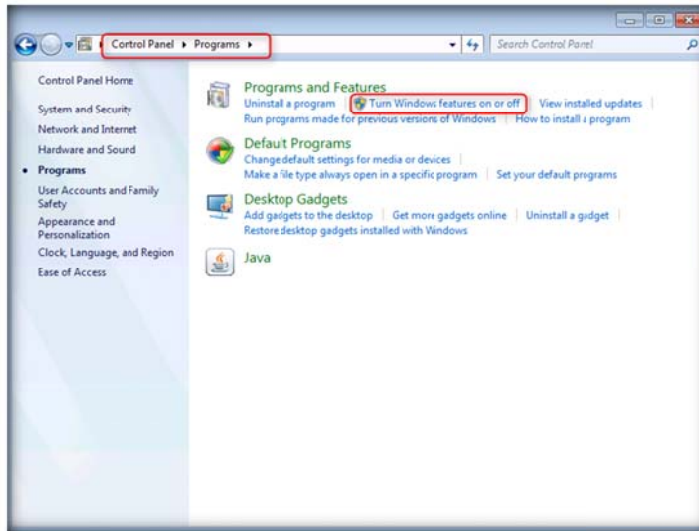 Control Panel Programs
Search Control Panel
Control Panel Home
System and Security
Network and Internet
Hardware and Sound
Programs
User Accounts and Family
Safety
Appearance and
Personalization
Clock, Language, and Region
Ease of Access
Programs and Features
Uninstall a program Turn Windows features on or off View installed updates
Run programs made for previous versions of Windows How to install a program
Default Programs
Change default settings for media or devices
Make a file type always open in a specific program Set your default programs
Desktop Gadgets
Add gadgets to the desktop Get more gadgets online Uninstall a gadget
Restore desktop gadgets installed with Windows
Java